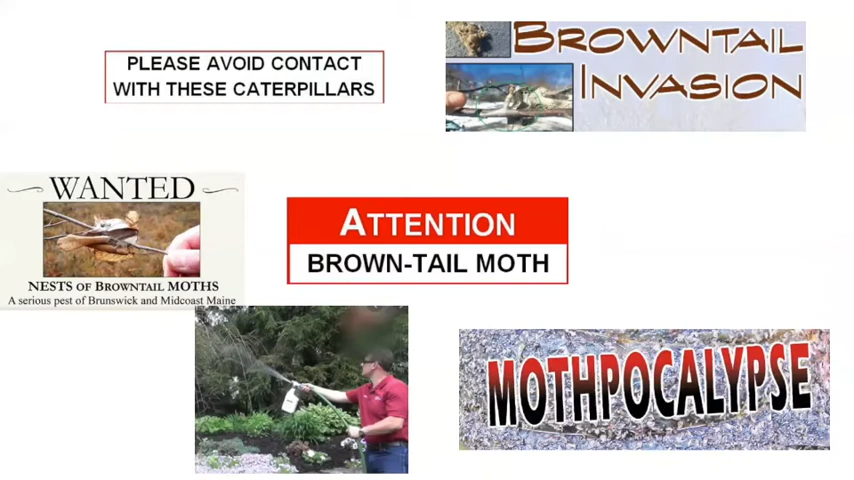 PLEASE AVOID CONTACT
WITH THESE CATERPILLARS
BROWNTAIL
INVASION
WANTED
NESTS OF BROWNTAIL MOTHS
A serious pest of Brunswick and Midcoast Maine
ATTENTION
BROWN-TAIL MOTH
MOTHPOCALYPSE